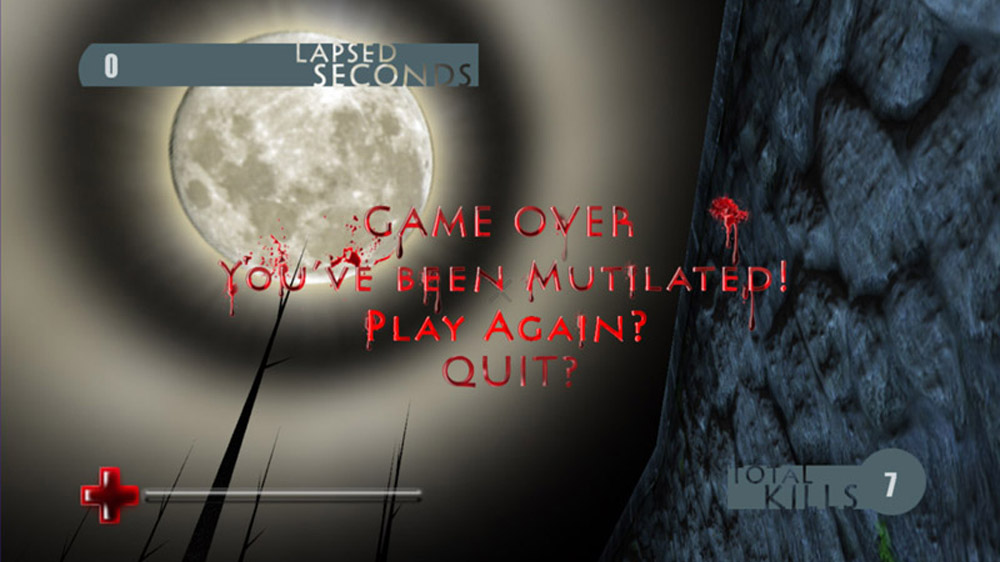 0
LAPSED
SECONDS
GAME OVER
YOU'VE BEEN MUTILATED!
PLAY AGAIN?
QUIT?
TOTAL
KILLS
7